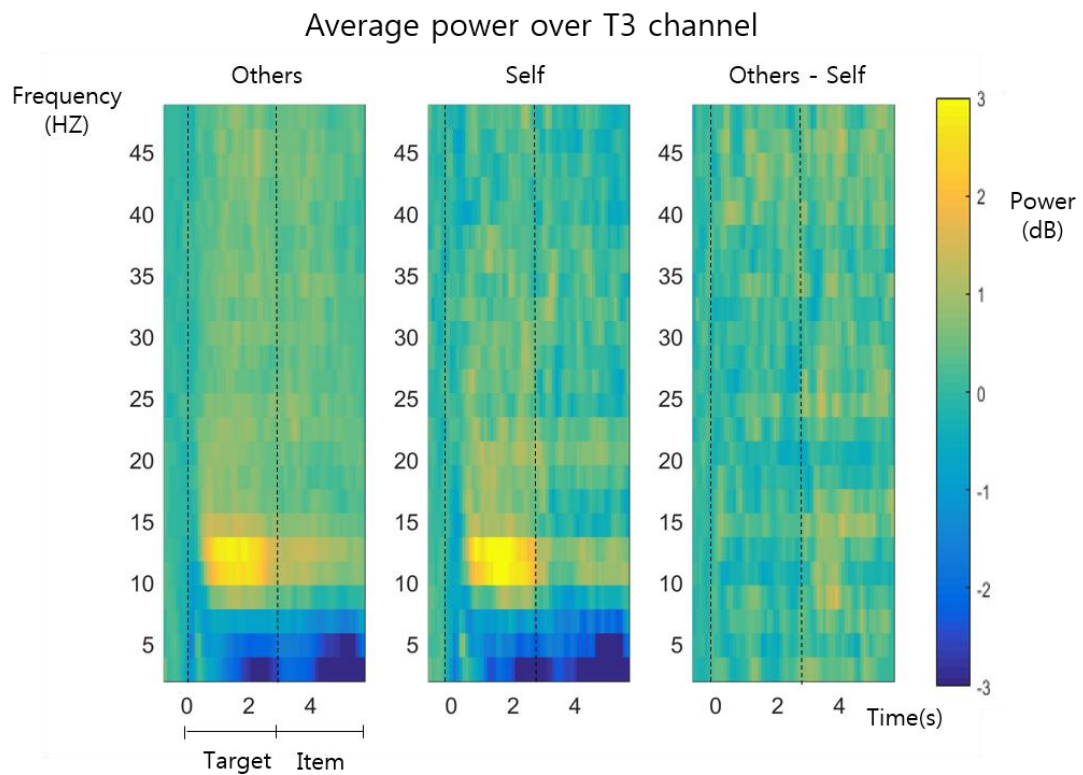 Average power over T3 channel
Others
Self
Others - Self
Frequency
(HZ)
45
40
35
30
25
20
15
10
5
45
40
35
30
25
20
15
10
5
45
40
35
30
25
20
15
10
5
3
2
1
0
-1
-2
-3
Power
(dB)
0 2 4
0 2 4
0 2 4
Time(s)
Target Item